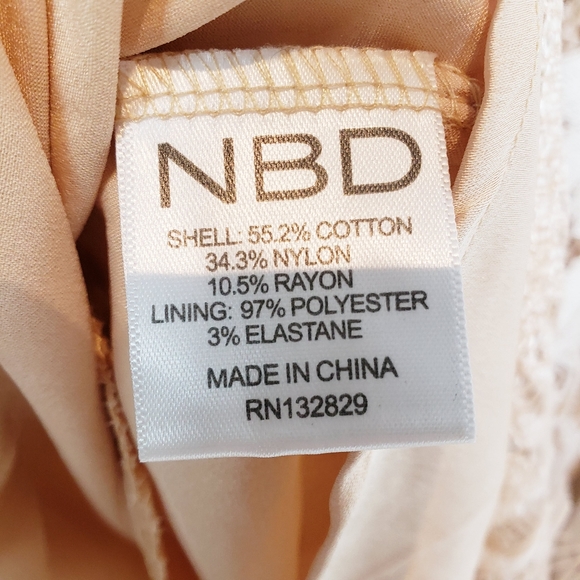 NBD
SHELL: 55.2% COTTON
34.3% NYLON
10.5% RAYON
LINING: 97% POLYESTER
3% ELASTANE
MADE IN CHINA
RN132829